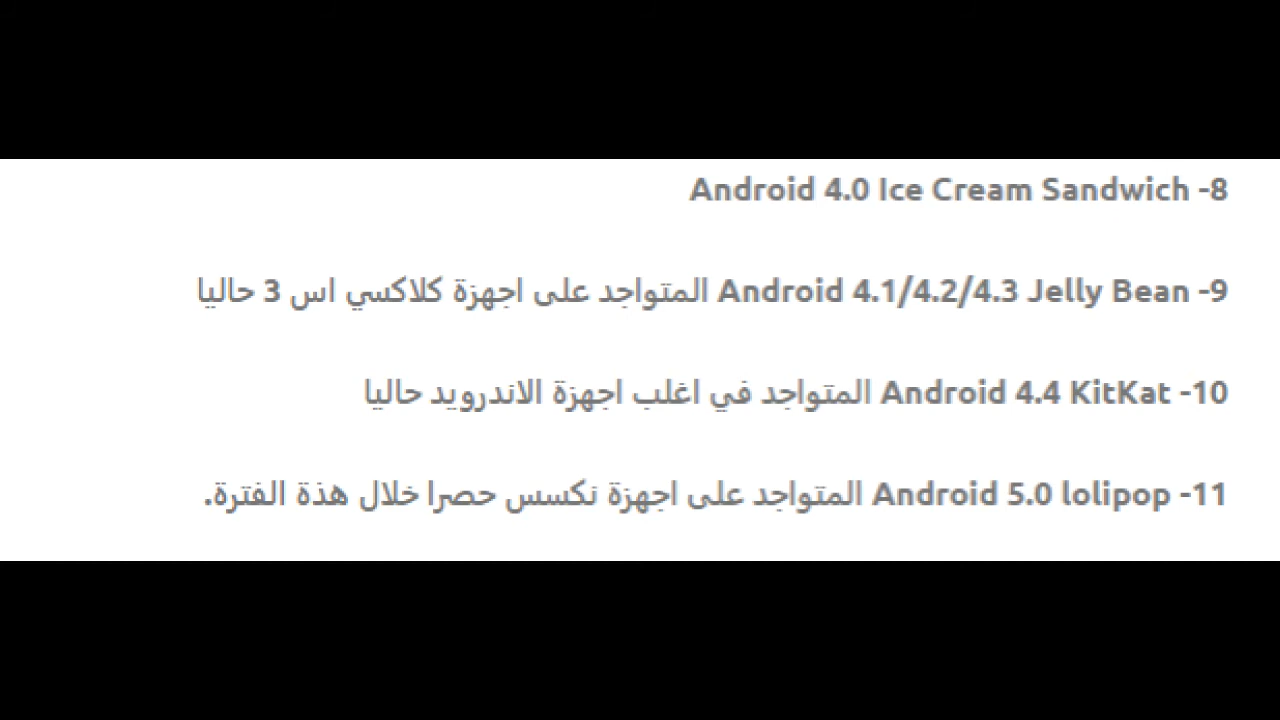 8- Android 4.0 Ice Cream Sandwich
9- Android 4.1/4.2/4.3 Jelly Bean المتواجد على اجهزة كلاكسي اس 3 حاليا
10- Android 4.4 KitKat المتواجد في اغلب اجهزة الاندرويد حاليا
11- Android 5.0 lolipop المتواجد على اجهزة نكسس حصرا خلال هذة الفترة.